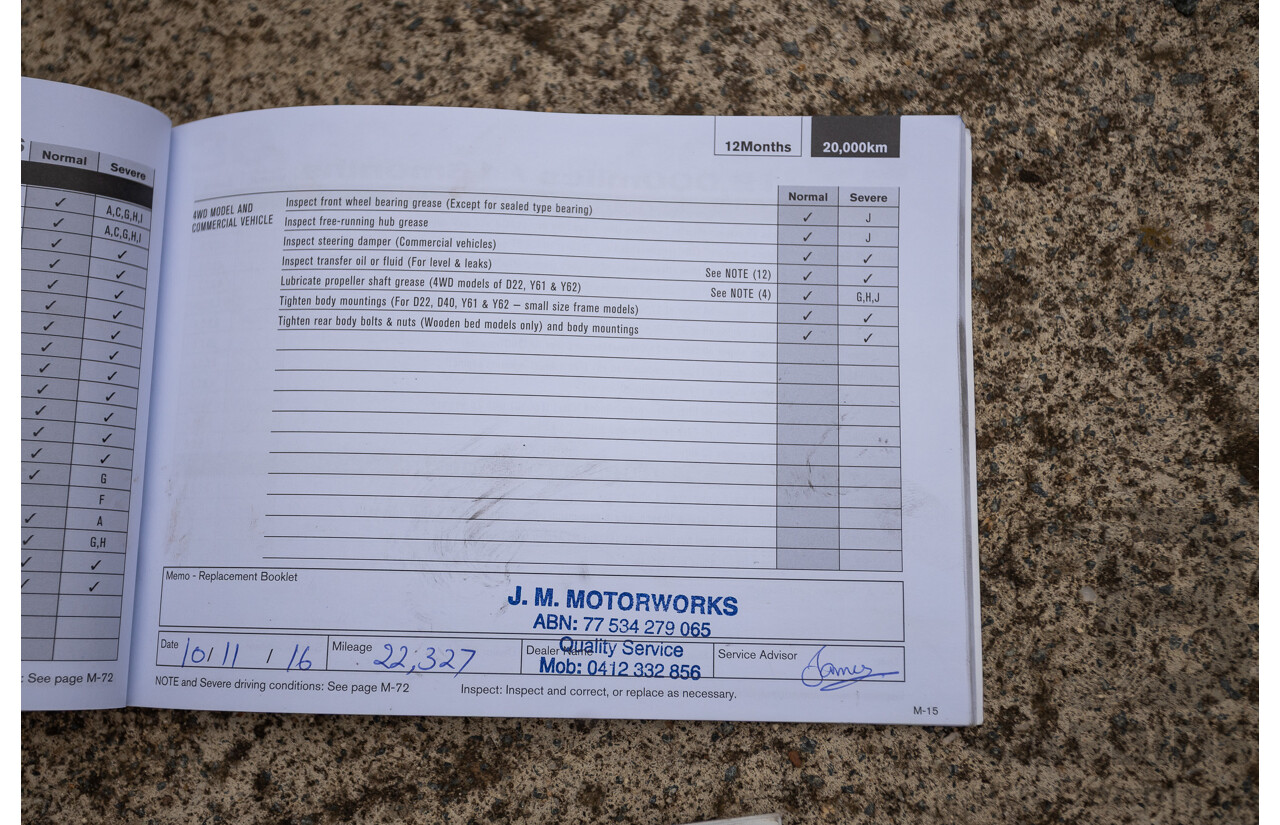 S
Normal
Severe
✓ A,C,G,H,I
✓ A,C,G,H,I
✓ ✓
✓ ✓
✓ ✓
✓ ✓
✓ ✓
✓ ✓
✓ ✓
✓ ✓
✓ ✓
✓ ✓
✓ G
F
✓ A
✓ G,H
✓ ✓
✓ ✓
: See page M-72
12Months
20,000km
Normal
Severe
4WD MODEL AND
COMMERCIAL VEHICLE
Inspect front wheel bearing grease (Except for sealed type bearing) ✓ J
Inspect free-running hub grease ✓ J
Inspect steering damper (Commercial vehicles) ✓ ✓
Inspect transfer oil or fluid (For level & leaks) See NOTE (12) ✓ ✓
Lubricate propeller shaft grease (4WD models of D22, Y61 & Y62) See NOTE (4) ✓ G,H,J
Tighten body mountings (For D22, D40, Y61 & Y62 – small size frame models) ✓ ✓
Tighten rear body bolts & nuts (Wooden bed models only) and body mountings ✓ ✓
Memo - Replacement Booklet
J. M. MOTORWORKS
ABN: 77 534 279 065
Quality Service
Mob: 0412 332 856
Date 10/11/16
Mileage 22,327
Dealer Name
Service Advisor James
NOTE and Severe driving conditions: See page M-72
Inspect: Inspect and correct, or replace as necessary.
M-15